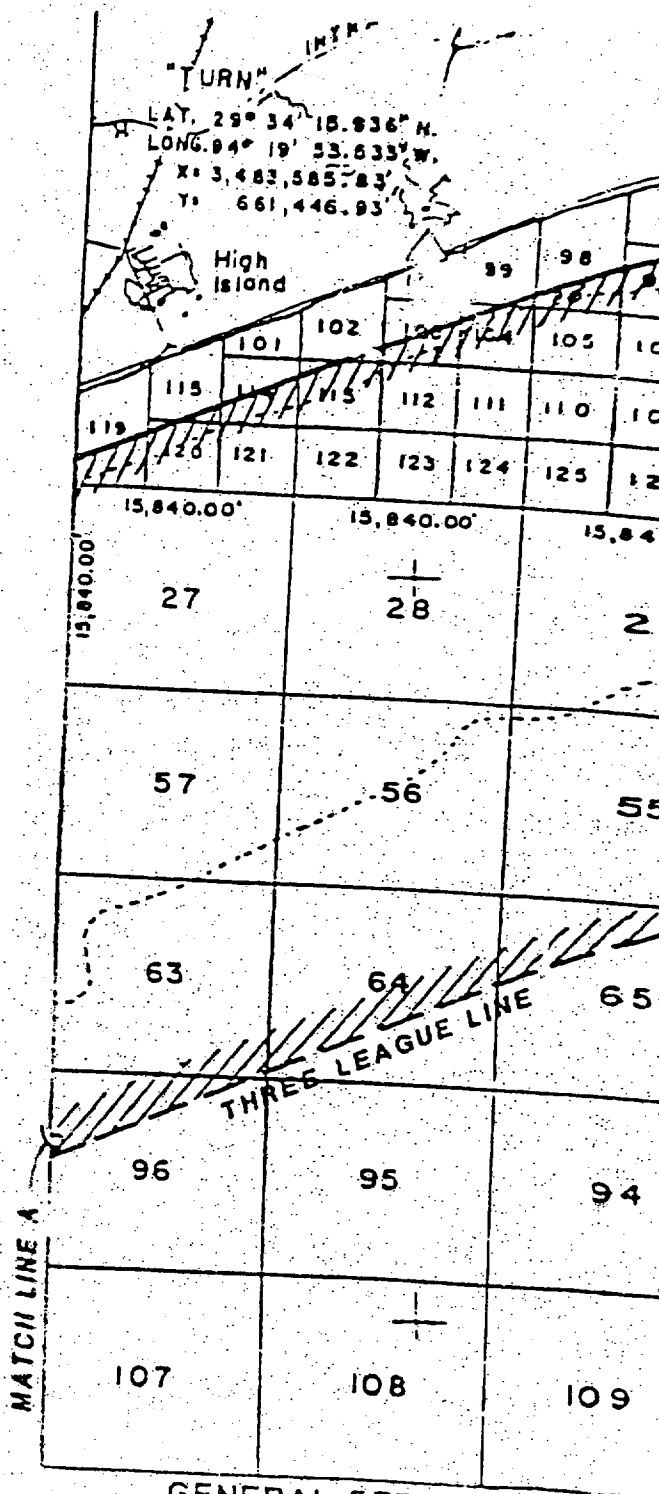 "TURN"
LAT. 29° 34' 18.936" N.
LONG. 94° 19' 53.633" W.
X: 3,483,585.83'
Y: 661,446.93'
High
Island
99 98
102
101 105
115
119 115 112 111 110
120 121 122 123 124 125
15,840.00' 15,840.00'
15,840.00'
27 28
57 56 55
63 64 65
THREE LEAGUE LINE
96 95 94
MATCH LINE A
107 108 109
GENERAL